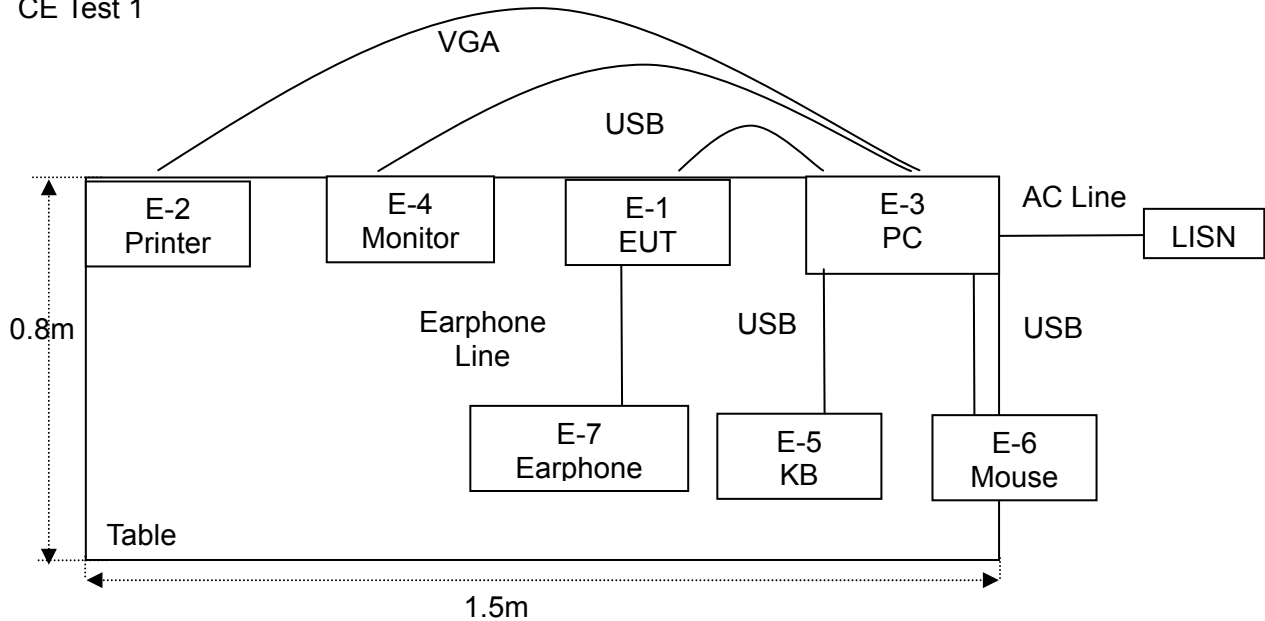 CE Test 1
VGA
USB
E-2
Printer
E-4
Monitor
E-1
EUT
E-3
PC
AC Line
LISN
0.8m
Earphone
Line
USB
USB
E-7
Earphone
E-5
KB
E-6
Mouse
Table
1.5m